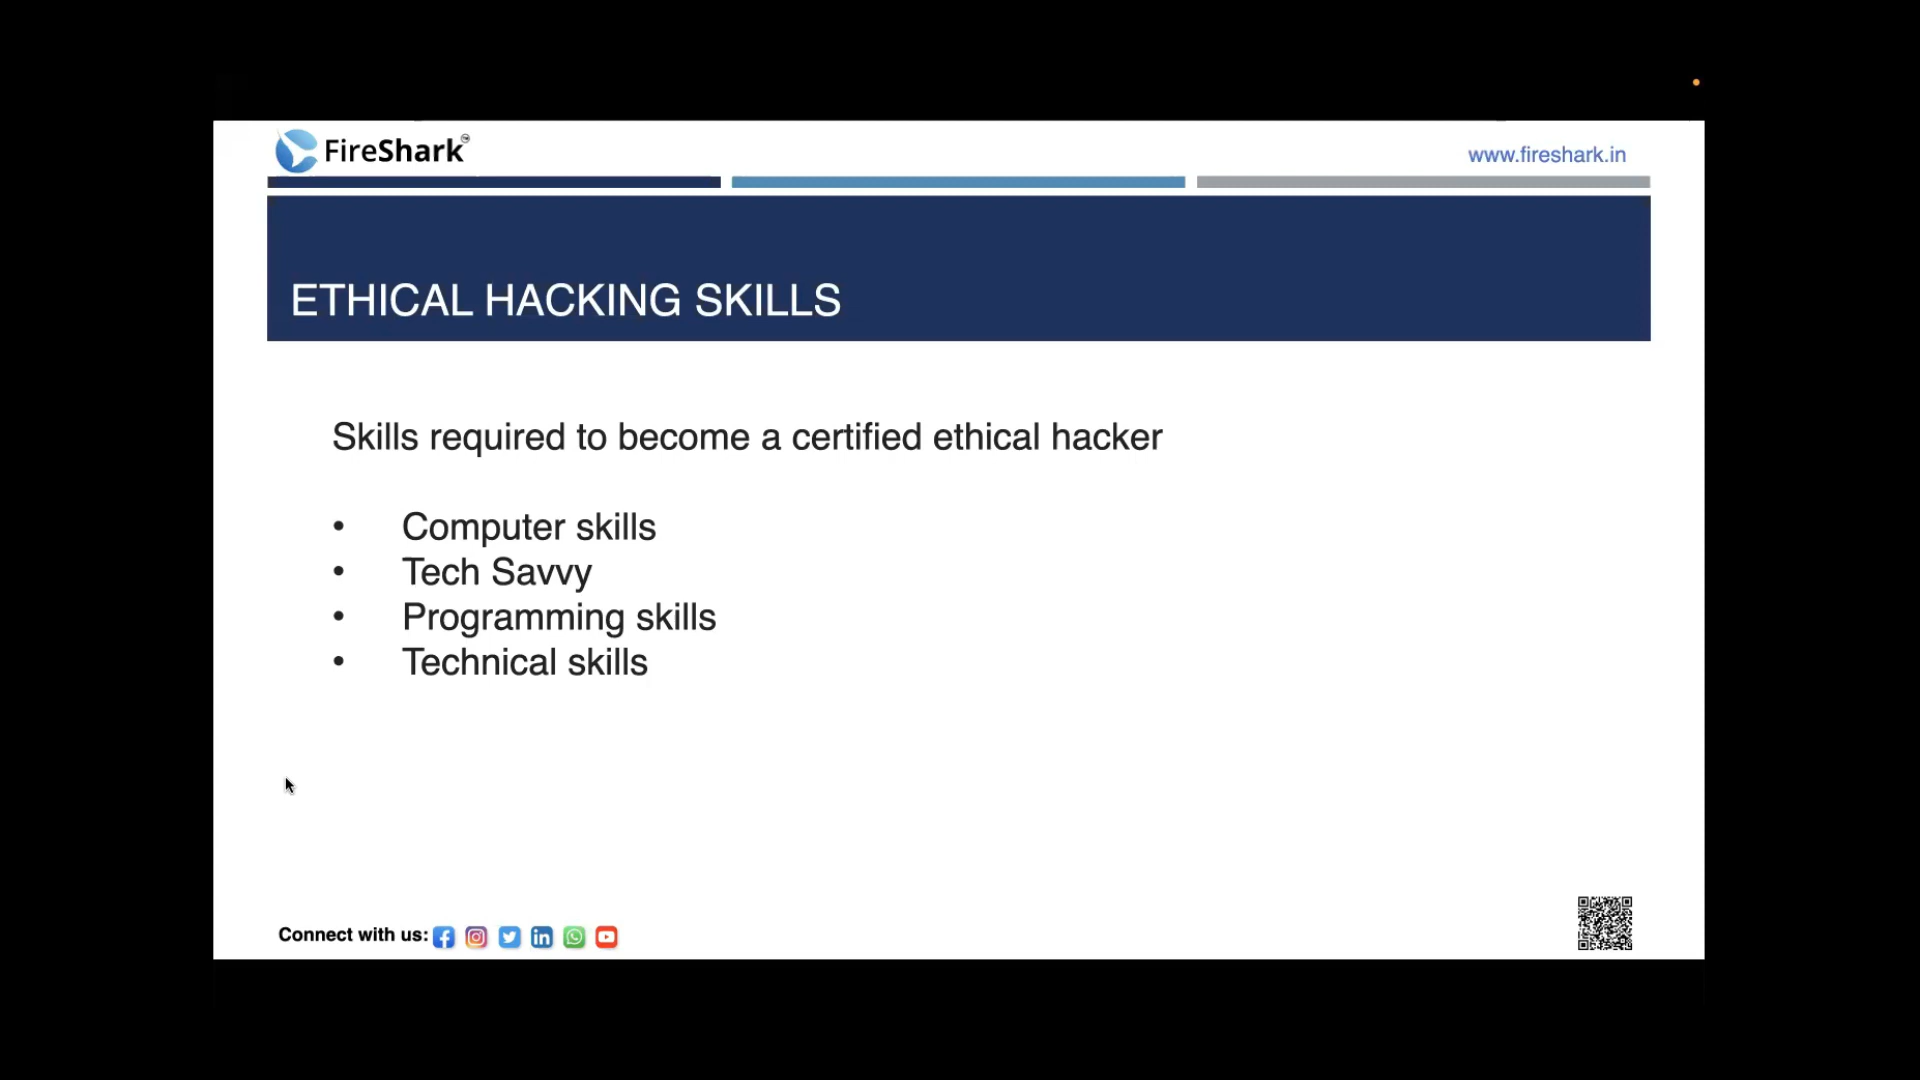 FireShark™
www.fireshark.in
ETHICAL HACKING SKILLS
Skills required to become a certified ethical hacker
• Computer skills
• Tech Savvy
• Programming skills
• Technical skills
Connect with us: